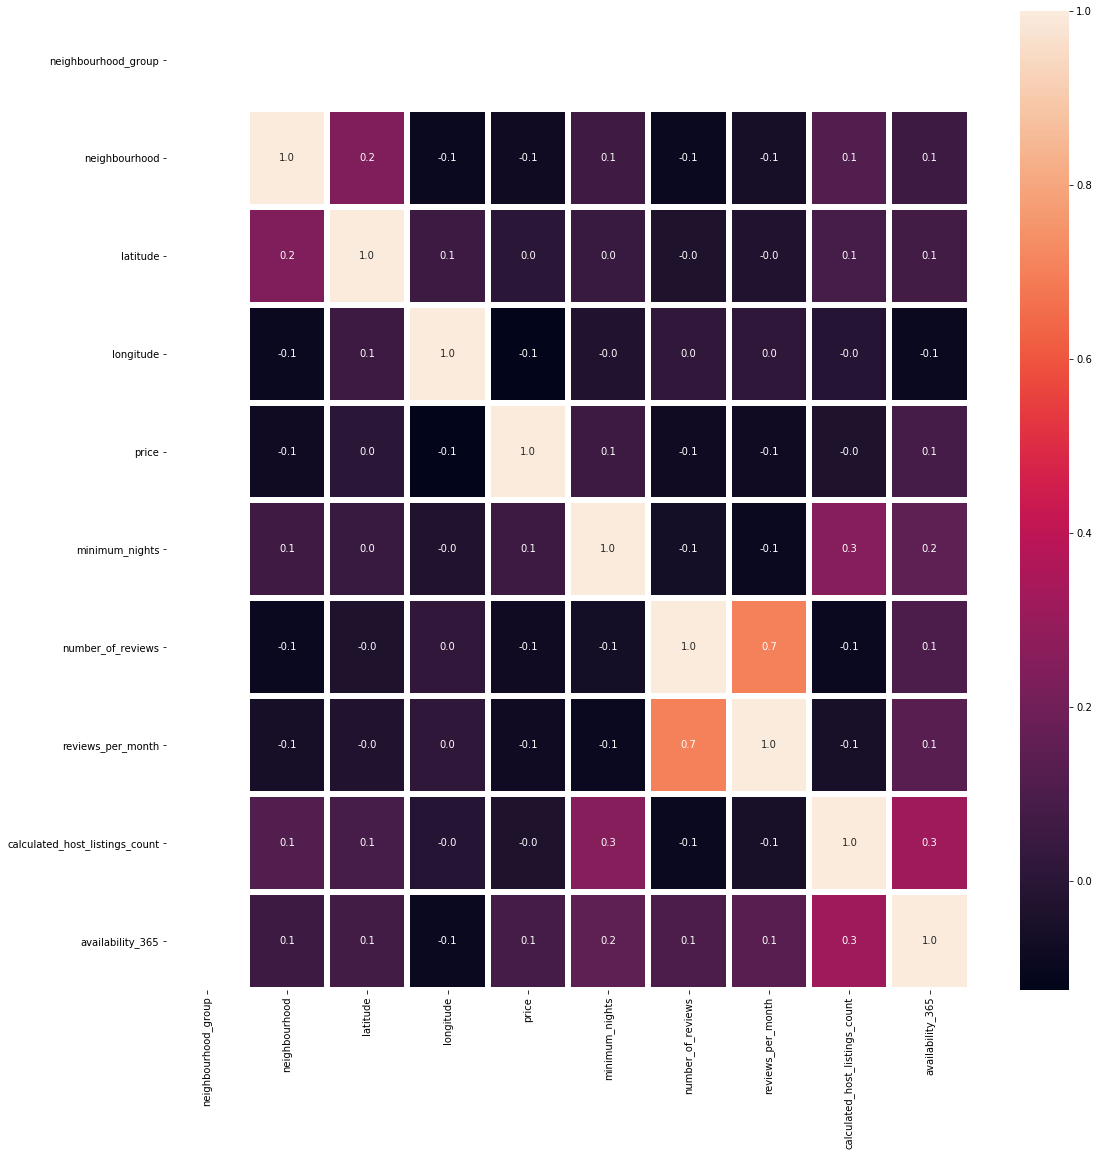 neighbourhood_group
neighbourhood 1.0 0.2 -0.1 -0.1 0.1 -0.1 -0.1 0.1 0.1
latitude 0.2 1.0 0.1 0.0 0.0 -0.0 -0.0 0.1 0.1
longitude -0.1 0.1 1.0 -0.1 -0.0 0.0 0.0 -0.0 -0.1
price -0.1 0.0 -0.1 1.0 0.1 -0.1 -0.1 -0.0 0.1
minimum_nights 0.1 0.0 -0.0 0.1 1.0 -0.1 -0.1 0.3 0.2
number_of_reviews -0.1 -0.0 0.0 -0.1 -0.1 1.0 0.7 -0.1 0.1
reviews_per_month -0.1 -0.0 0.0 -0.1 -0.1 0.7 1.0 -0.1 0.1
calculated_host_listings_count 0.1 0.1 -0.0 -0.0 0.3 -0.1 -0.1 1.0 0.3
availability_365 0.1 0.1 -0.1 0.1 0.2 0.1 0.1 0.3 1.0
neighbourhood_group
neighbourhood
latitude
longitude
price
minimum_nights
number_of_reviews
reviews_per_month
calculated_host_listings_count
availability_365
1.0
0.8
0.6
0.4
0.2
0.0